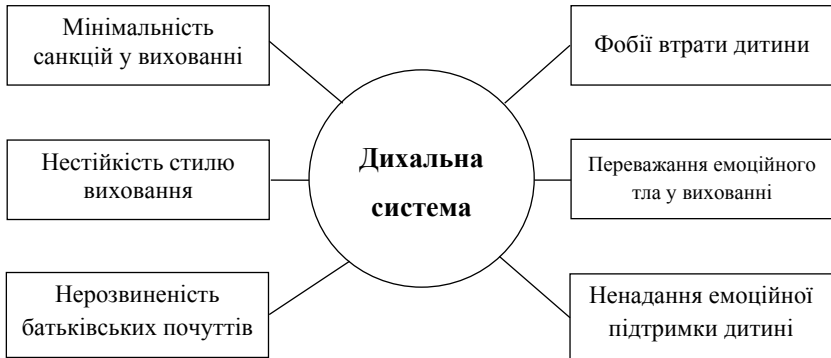 Мінімальність
санкцій у вихованні
Нестійкість стилю
виховання
Нерозвиненість
батьківських почуттів
Дихальна
система
Фобії втрати дитини
Переважання емоційного
тла у вихованні
Ненадання емоційної
підтримки дитині